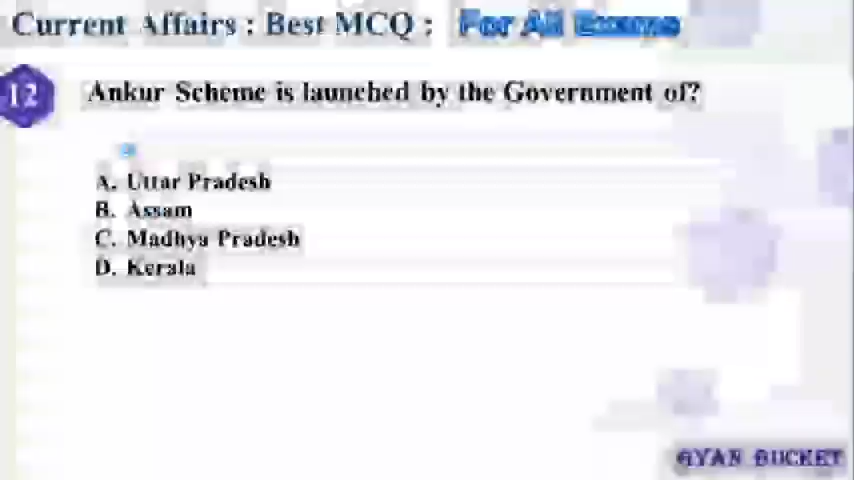 Current Affairs : Best MCQ : For All Exams
12 Ankur Scheme is launched by the Government of?
A. Uttar Pradesh
B. Assam
C. Madhya Pradesh
D. Kerala
GYAN BUCKET